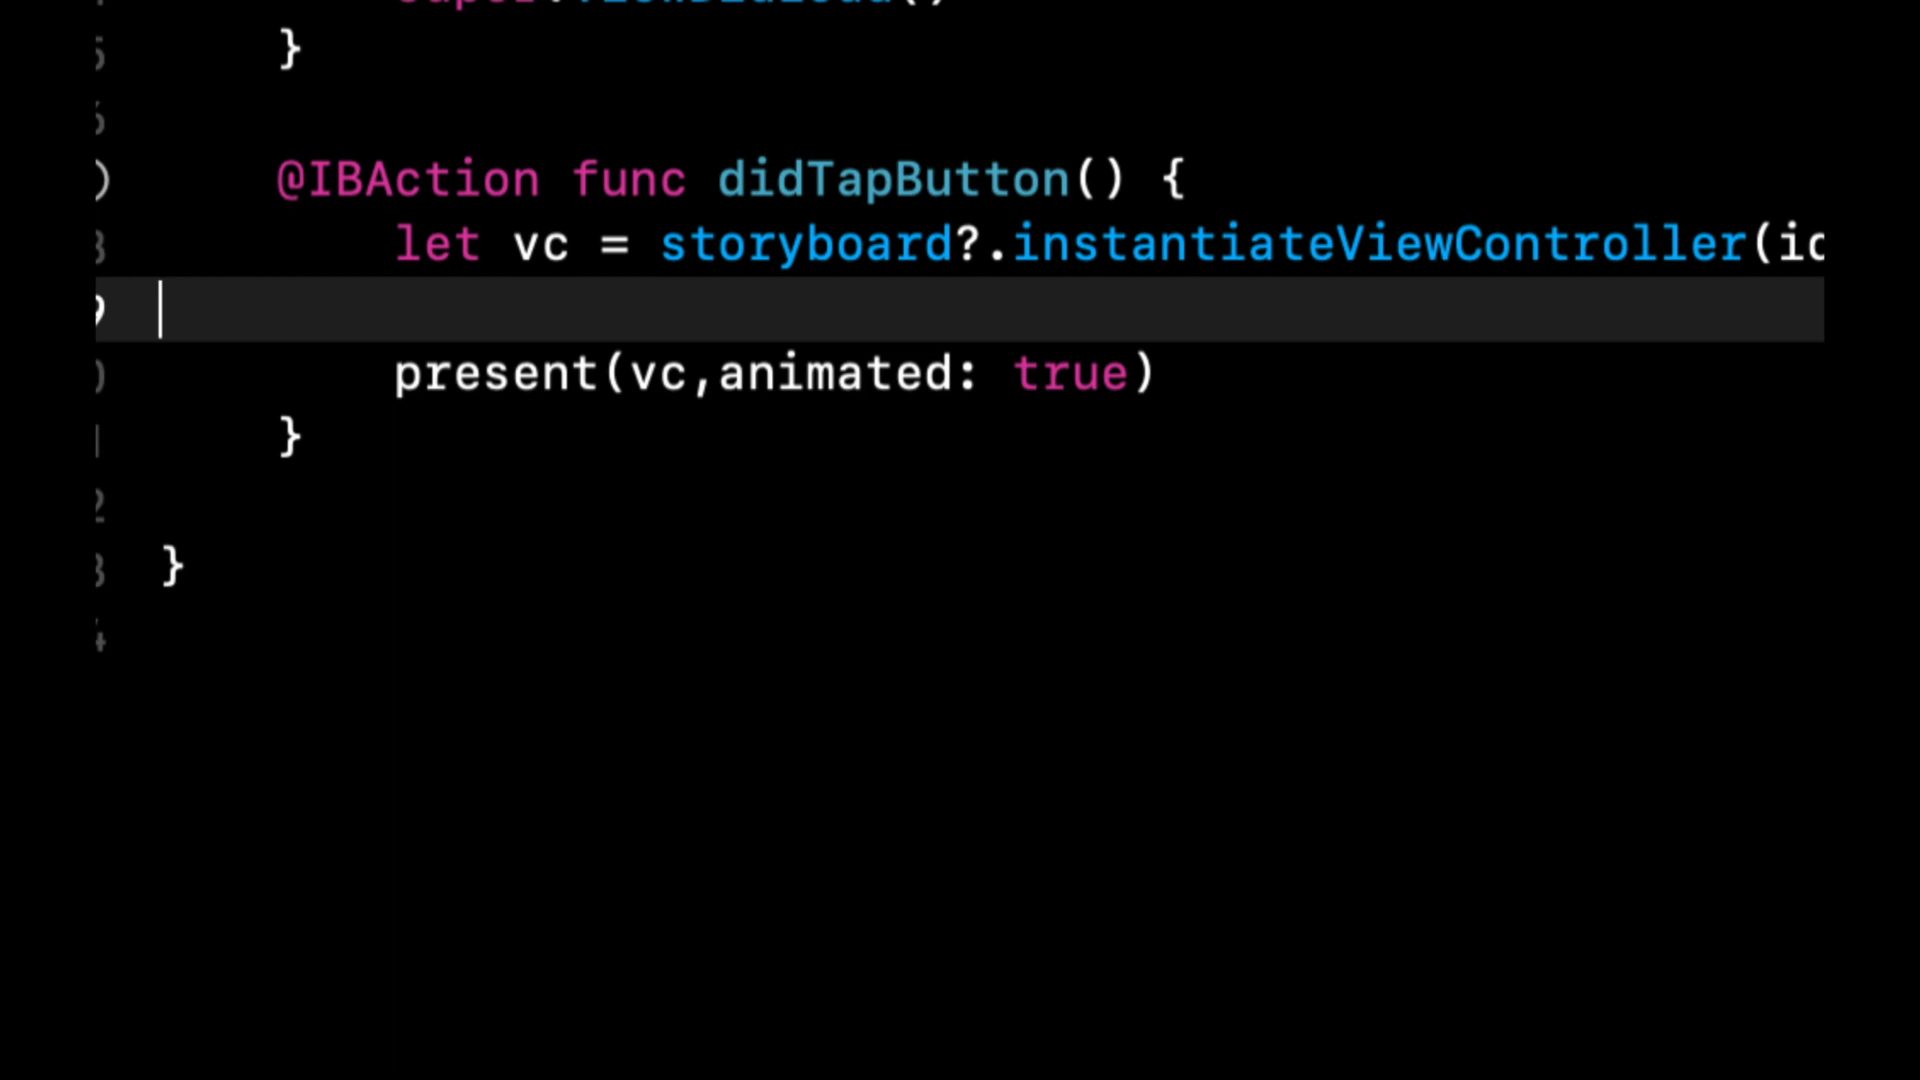 }
@IBAction func didTapButton() {
let vc = storyboard?.instantiateViewController(
present(vc,animated: true)
}
}